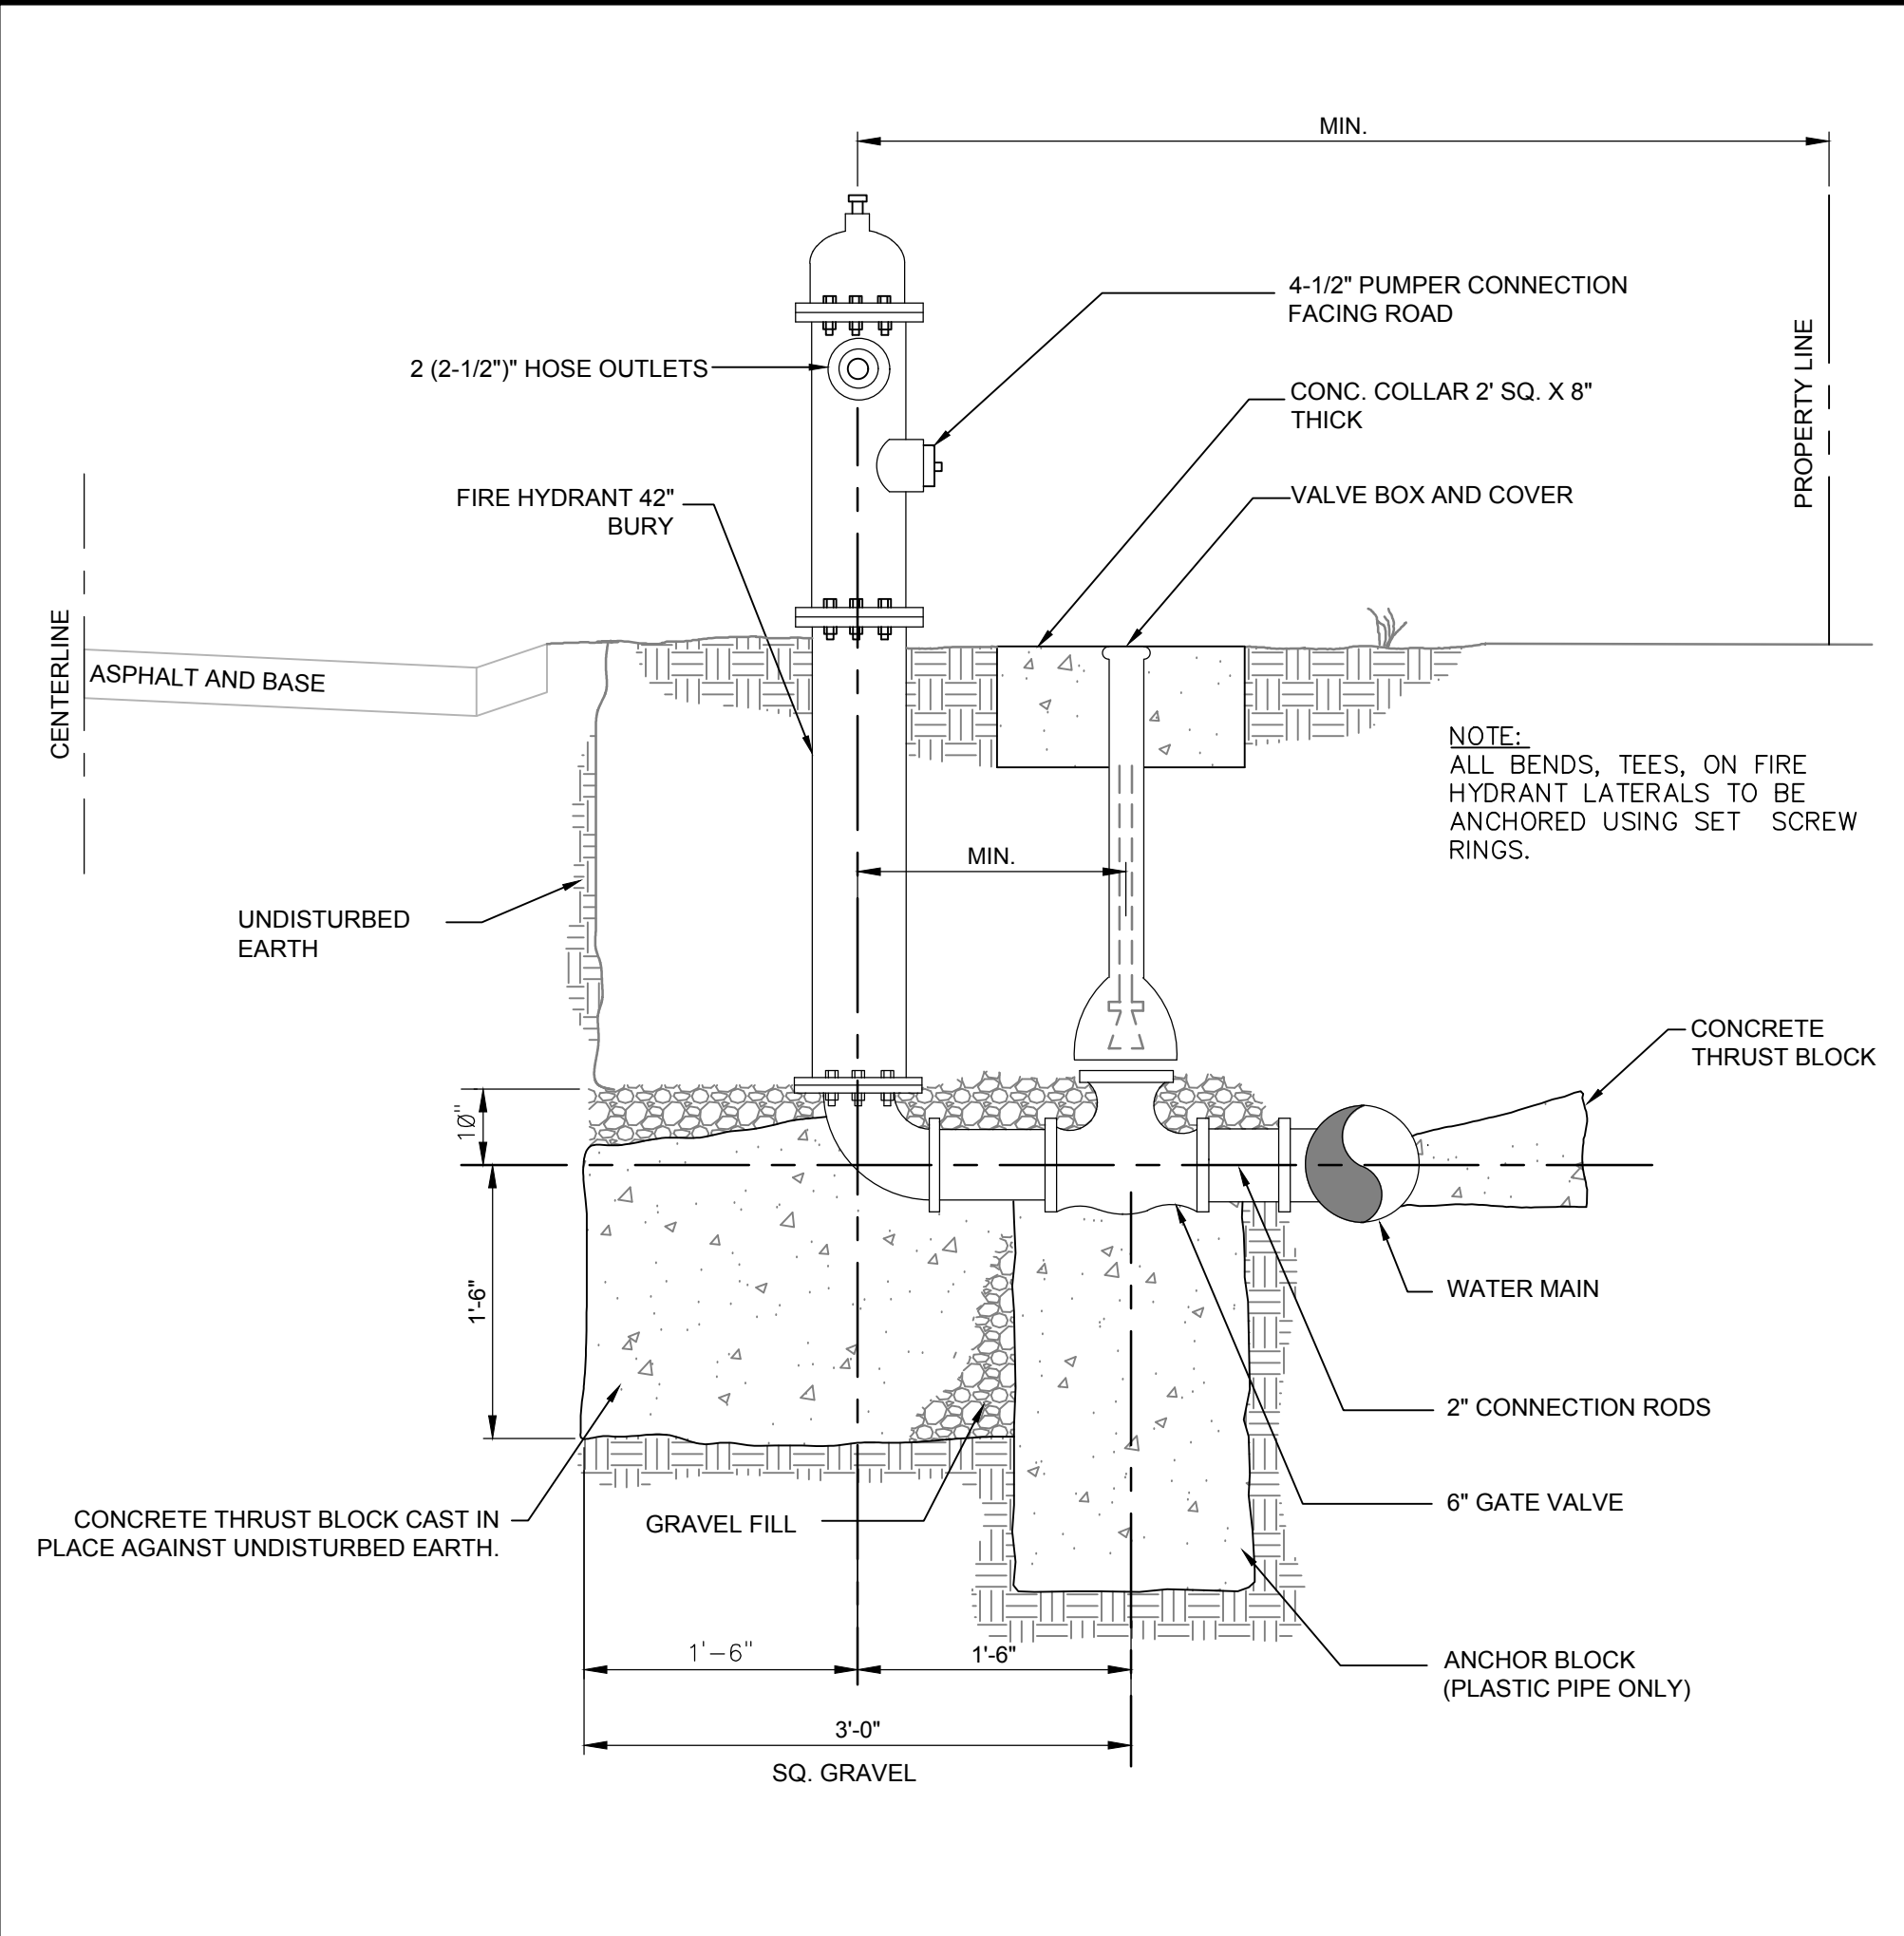 MIN.
4-1/2" PUMPER CONNECTION
FACING ROAD
2 (2-1/2")" HOSE OUTLETS
CONC. COLLAR 2' SQ. X 8"
THICK
PROPERTY LINE
FIRE HYDRANT 42"
BURY
VALVE BOX AND COVER
CENTERLINE
ASPHALT AND BASE
NOTE:
ALL BENDS, TEES, ON FIRE
HYDRANT LATERALS TO BE
ANCHORED USING SET SCREW
RINGS.
MIN.
UNDISTURBED
EARTH
CONCRETE
THRUST BLOCK
10"
1'-6"
WATER MAIN
2" CONNECTION RODS
6" GATE VALVE
CONCRETE THRUST BLOCK CAST IN
PLACE AGAINST UNDISTURBED EARTH.
GRAVEL FILL
1'-6"
1'-6"
ANCHOR BLOCK
(PLASTIC PIPE ONLY)
3'-0"
SQ. GRAVEL